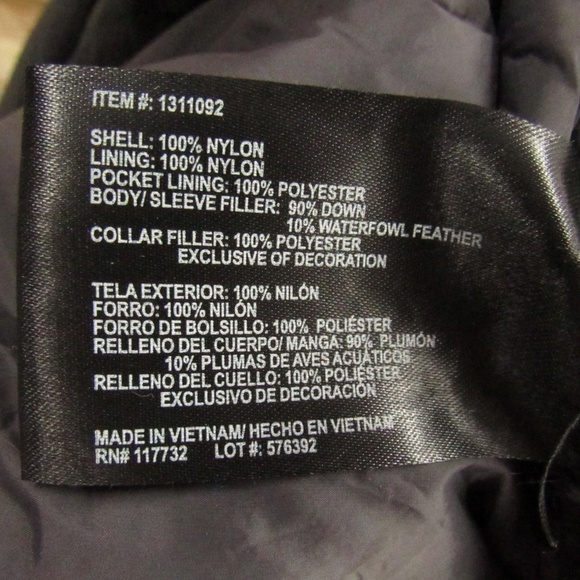 ITEM #: 1311092
SHELL: 100% NYLON
LINING: 100% NYLON
POCKET LINING: 100% POLYESTER
BODY/ SLEEVE FILLER: 90% DOWN
10% WATERFOWL FEATHER
COLLAR FILLER: 100% POLYESTER
EXCLUSIVE OF DECORATION
TELA EXTERIOR: 100% NILÓN
FORRO: 100% NILÓN
FORRO DE BOLSILLO: 100% POLIÉSTER
RELLENO DEL CUERPO/ MANGA: 90% PLUMÓN
10% PLUMAS DE AVES ACUÁTICOS
RELLENO DEL CUELLO: 100% POLIÉSTER
EXCLUSIVO DE DECORACIÓN
MADE IN VIETNAM/ HECHO EN VIETNAM
RN# 117732 LOT #: 576392